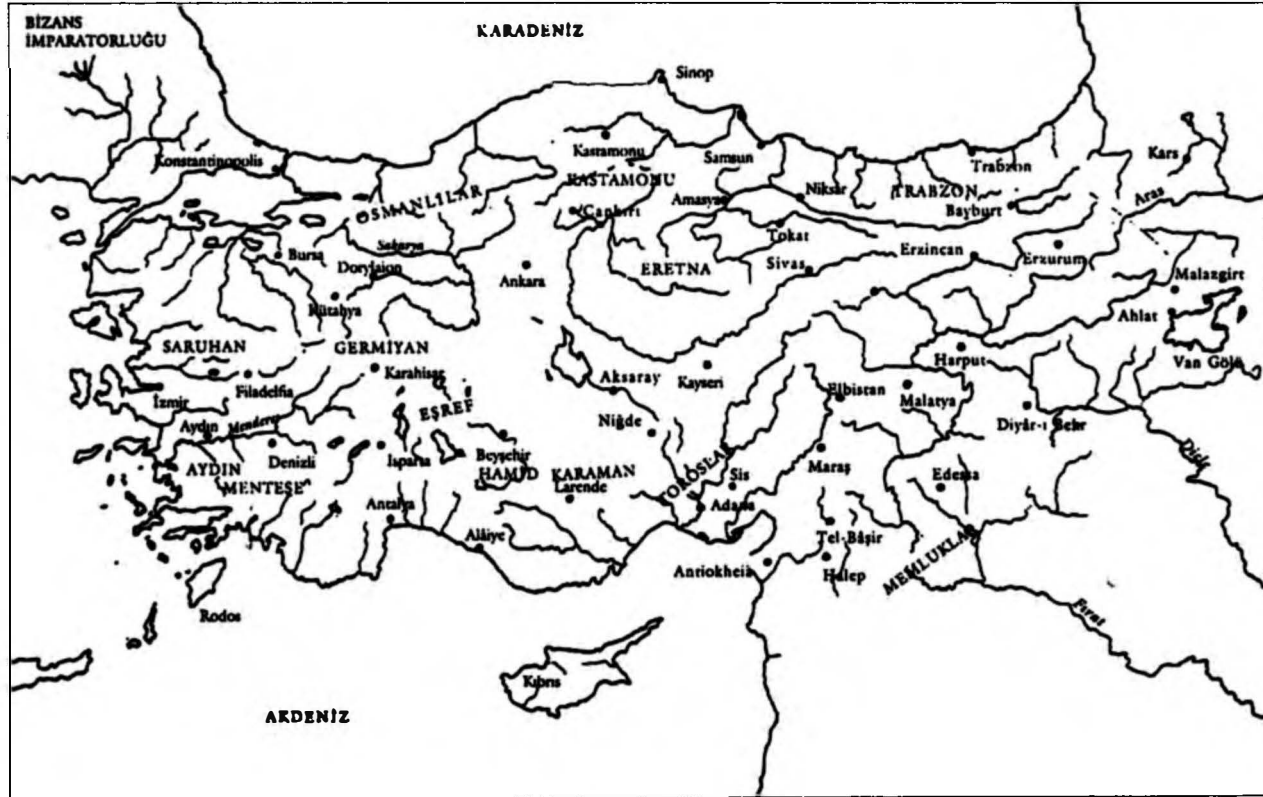 BİZANS
İMPARATORLUĞU
KARADENİZ
Sinop
Konstantinopolis
Kastamonu
KASTAMONU
Samsun
Trabzon
TRABZON
Kars
OSMANLILAR
Çankırı
Amasya
Niksar
Bayburt
Aras
Sakarya
Bursa
Dorylaion
Ankara
ERETNA
Tokat
Sivas
Erzincan
Erzurum
Malazgirt
Kütahya
Ahlat
SARUHAN
GERMİYAN
Harput
Van Gölü
Filadelfia
Karahisar
Aksaray
Kayseri
Elbistan
Malatya
İzmir
EŞREF
Niğde
Diyâr-ı Bekr
Aydın
Menderes
Denizli
Isparta
Beyşehir
Maraş
Dicle
AYDIN
HAMİD
KARAMAN
TOROSLAR
Sis
Edessa
MENTEŞE
Larende
Antalya
Adana
Alâiye
Tel-Bâşir
MEMLUKLAR
Antiokheia
Halep
Rodos
Fırat
Kıbrıs
AKDENİZ